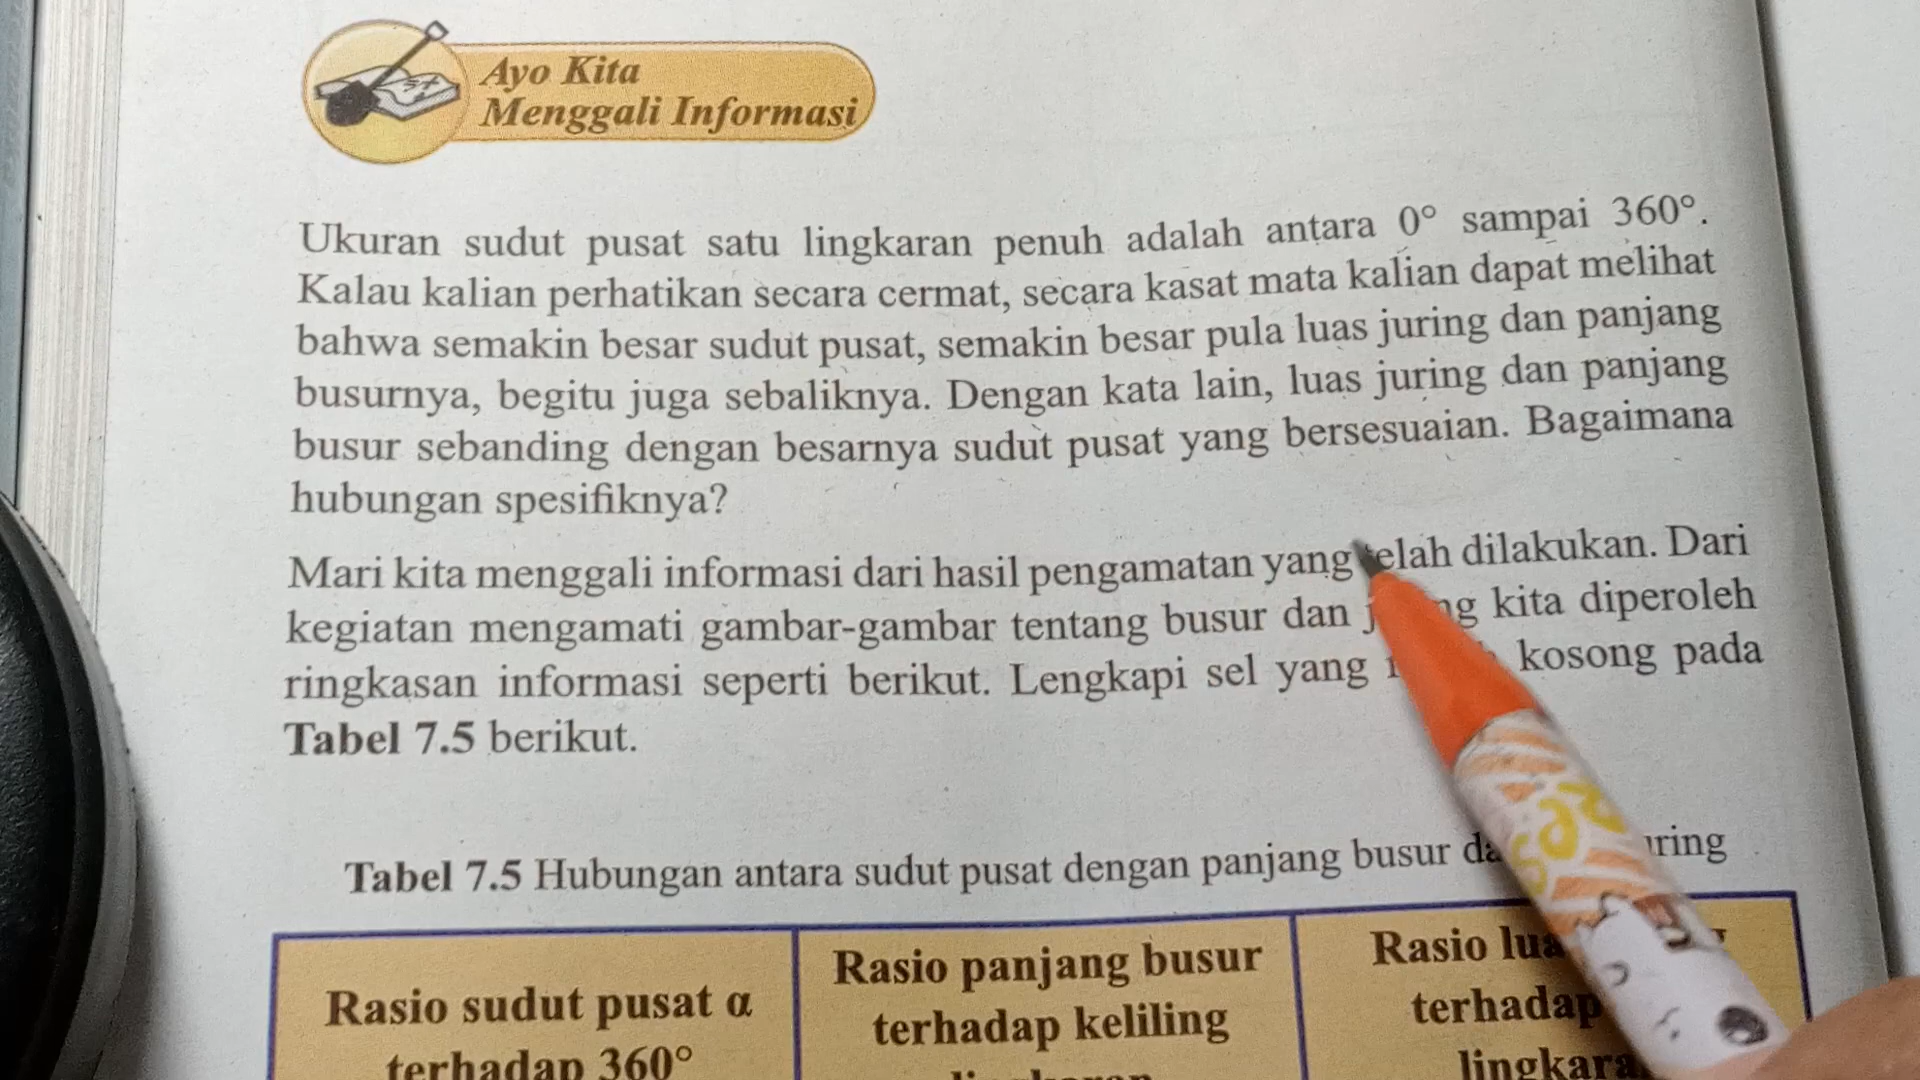 Ayo Kita
Menggali Informasi
Ukuran sudut pusat satu lingkaran penuh adalah antara 0° sampai 360°.
Kalau kalian perhatikan secara cermat, secara kasat mata kalian dapat melihat
bahwa semakin besar sudut pusat, semakin besar pula luas juring dan panjang
busurnya, begitu juga sebaliknya. Dengan kata lain, luas juring dan panjang
busur sebanding dengan besarnya sudut pusat yang bersesuaian. Bagaimana
hubungan spesifiknya?
Mari kita menggali informasi dari hasil pengamatan yang telah dilakukan. Dari
kegiatan mengamati gambar-gambar tentang busur dan kita diperoleh
ringkasan informasi seperti berikut. Lengkapi sel yang kosong pada
Tabel 7.5 berikut.
Tabel 7.5 Hubungan antara sudut pusat dengan panjang busur
Rasio sudut pusat α
terhadap 360°
Rasio panjang busur
terhadap keliling
Rasio
terhadap